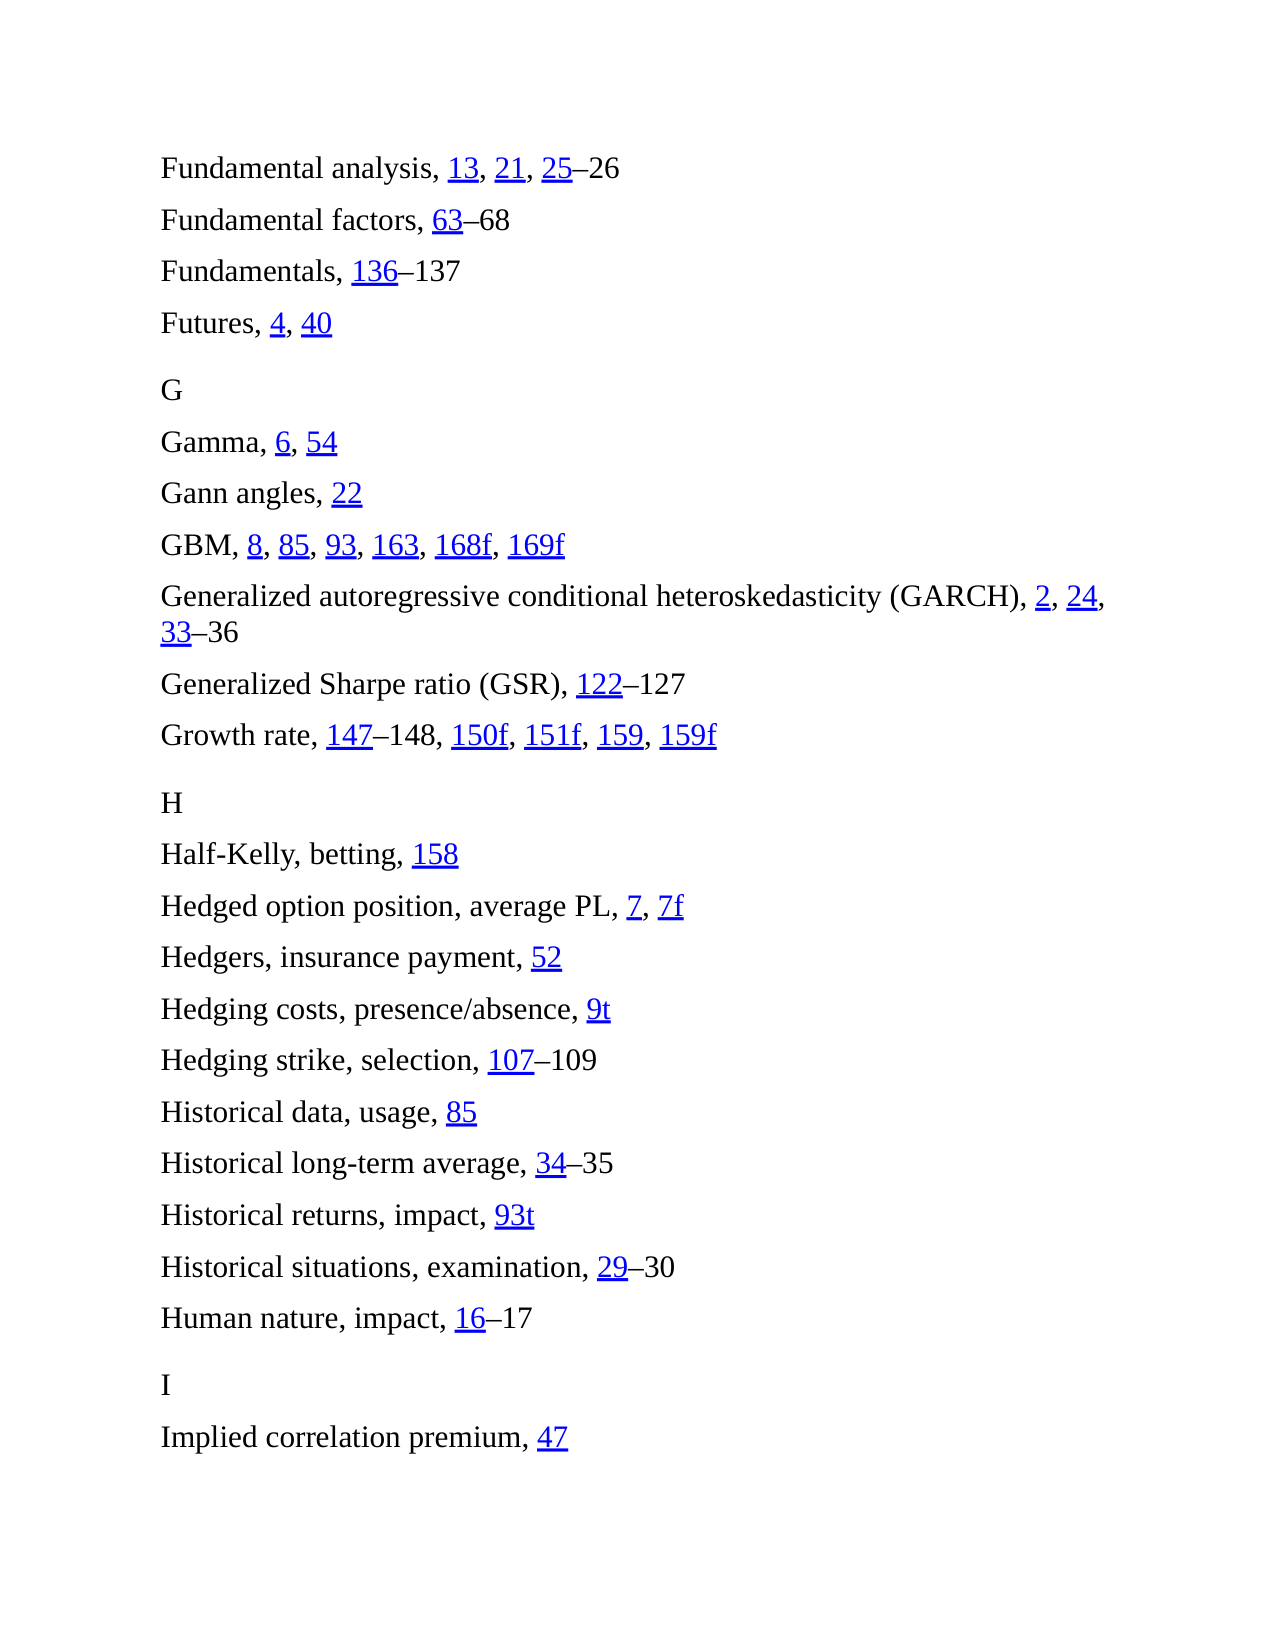 Fundamental analysis, 13, 21, 25–26
Fundamental factors, 63–68
Fundamentals, 136–137
Futures, 4, 40
G
Gamma, 6, 54
Gann angles, 22
GBM, 8, 85, 93, 163, 168f, 169f
Generalized autoregressive conditional heteroskedasticity (GARCH), 2, 24,
33–36
Generalized Sharpe ratio (GSR), 122–127
Growth rate, 147–148, 150f, 151f, 159, 159f
H
Half-Kelly, betting, 158
Hedged option position, average PL, 7, 7f
Hedgers, insurance payment, 52
Hedging costs, presence/absence, 9t
Hedging strike, selection, 107–109
Historical data, usage, 85
Historical long-term average, 34–35
Historical returns, impact, 93t
Historical situations, examination, 29–30
Human nature, impact, 16–17
I
Implied correlation premium, 47